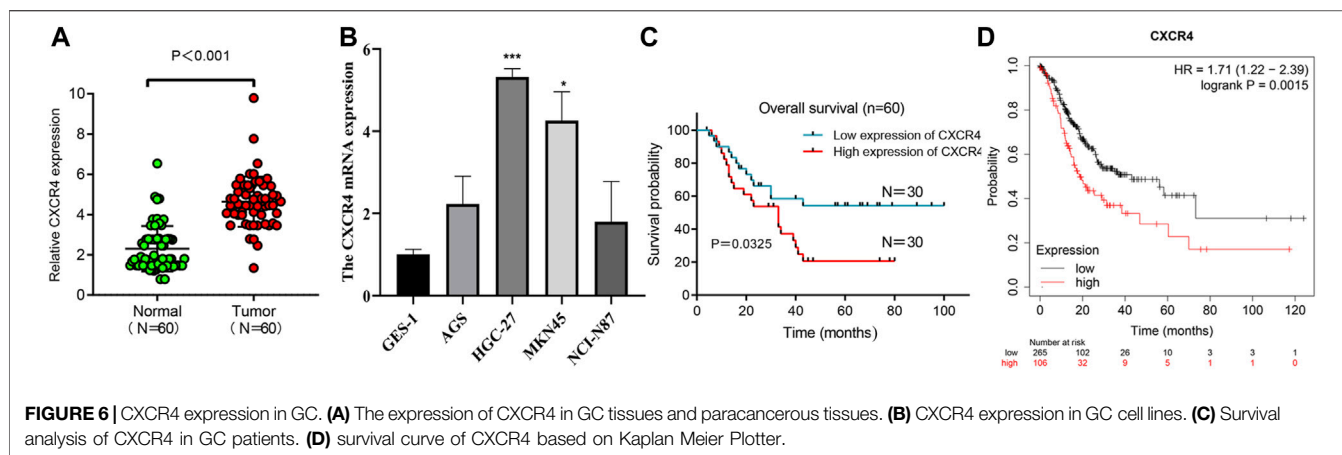 A
P<0.001
Relative CXCR4 expression
10
8
6
4
2
0
Normal
( N=60)
Tumor
( N=60)
B
The CXCR4 mRNA expression
6
4
2
0
***
*
GES-1
AGS
HGC-27
MKN45
NCI-N87
C
Overall survival (n=60)
Low expression of CXCR4
High expression of CXCR4
Survival probability
100
80
60
40
20
0
N=30
N=30
P=0.0325
0 20 40 60 80 100
Time (months)
D
CXCR4
HR = 1.71 (1.22 − 2.39)
logrank P = 0.0015
Probability
1.0
0.8
0.6
0.4
0.2
0.0
Expression
low
high
0 20 40 60 80 100 120
Time (months)
Number at risk
low 265 102 26 10 3 3 1
high 106 32 9 5 1 1 0
FIGURE 6 | CXCR4 expression in GC. (A) The expression of CXCR4 in GC tissues and paracancerous tissues. (B) CXCR4 expression in GC cell lines. (C) Survival
analysis of CXCR4 in GC patients. (D) survival curve of CXCR4 based on Kaplan Meier Plotter.